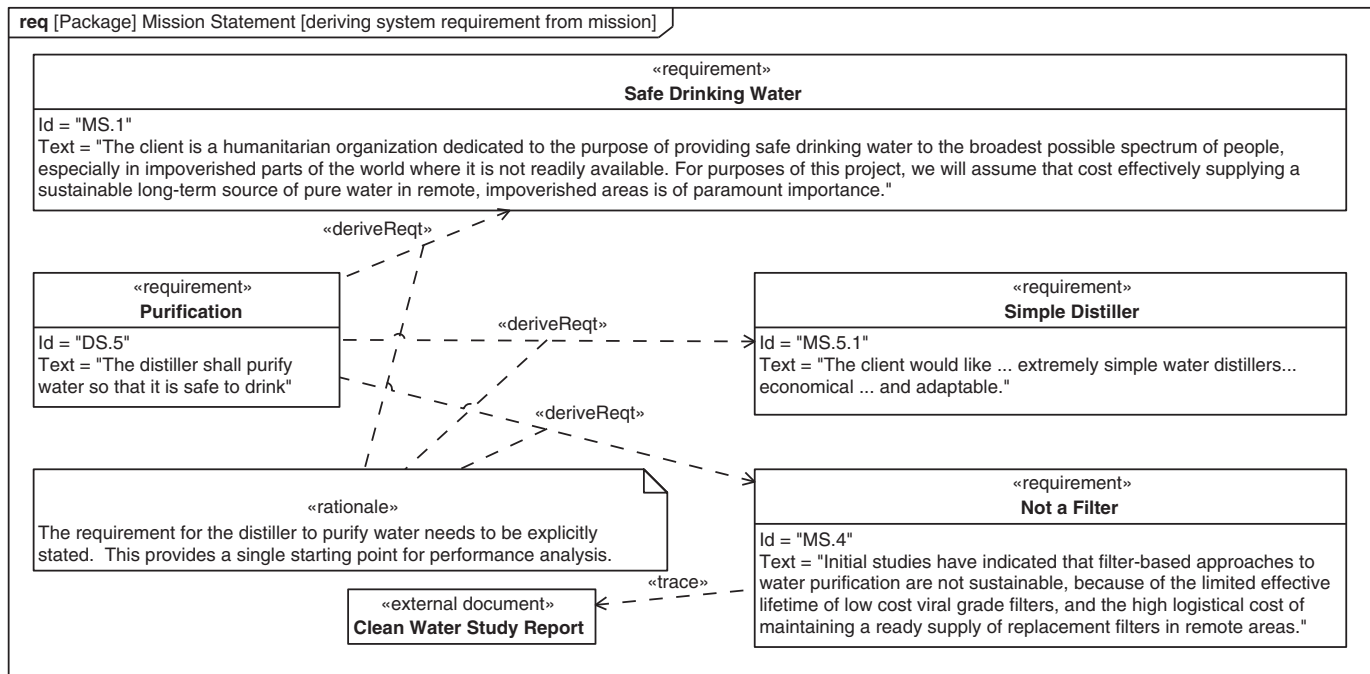 req [Package] Mission Statement [deriving system requirement from mission]
«requirement»
Safe Drinking Water
Id = "MS.1"
Text = "The client is a humanitarian organization dedicated to the purpose of providing safe drinking water to the broadest possible spectrum of people,
especially in impoverished parts of the world where it is not readily available. For purposes of this project, we will assume that cost effectively supplying a
sustainable long-term source of pure water in remote, impoverished areas is of paramount importance."
«deriveReqt»
«requirement»
Purification
Id = "DS.5"
Text = "The distiller shall purify
water so that it is safe to drink"
«deriveReqt»
«requirement»
Simple Distiller
Id = "MS.5.1"
Text = "The client would like ... extremely simple water distillers...
economical ... and adaptable."
«deriveReqt»
«rationale»
The requirement for the distiller to purify water needs to be explicitly
stated.  This provides a single starting point for performance analysis.
«requirement»
Not a Filter
Id = "MS.4"
Text = "Initial studies have indicated that filter-based approaches to
water purification are not sustainable, because of the limited effective
lifetime of low cost viral grade filters, and the high logistical cost of
maintaining a ready supply of replacement filters in remote areas."
«trace»
«external document»
Clean Water Study Report